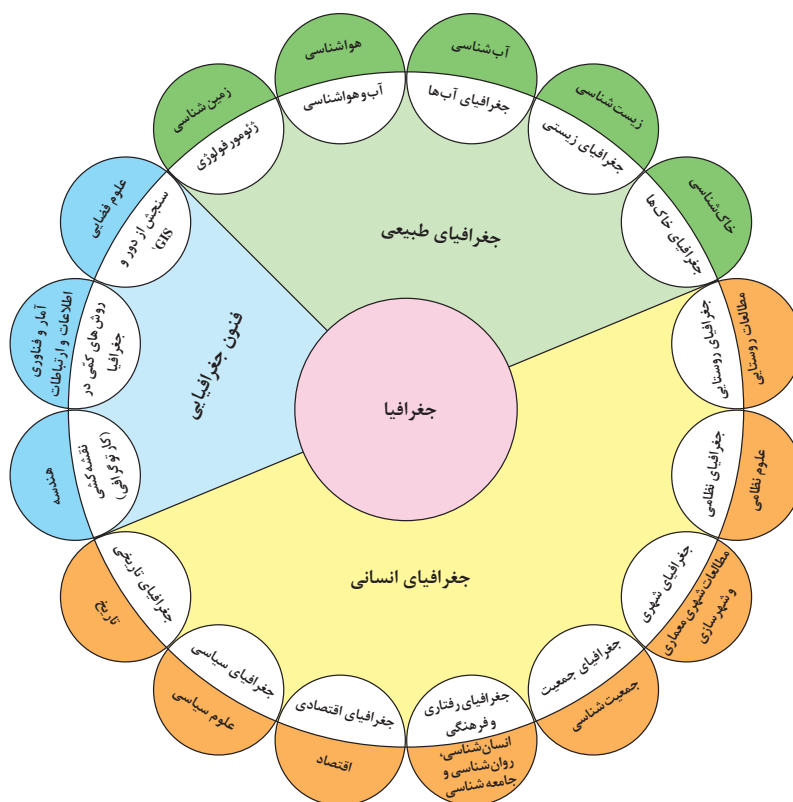 هواشناسی
آب‌شناسی
زیست‌شناسی
خاک‌شناسی
زمین‌شناسی
آب‌وهواشناسی
جغرافیای آب‌ها
جغرافیای زیستی
جغرافیای خاک‌ها
ژئومورفولوژی
جغرافیای طبیعی
علوم فضایی
سنجش از دور و
GIS،
آمار و فناوری
اطلاعات و ارتباطات
روش‌های کمّی در
جغرافیا
هندسه
نقشه‌کشی
(کارتوگرافی)
فنون جغرافیایی
جغرافیا
مطالعات روستایی
جغرافیای روستایی
علوم نظامی
جغرافیای نظامی
مطالعات شهری معماری
و شهرسازی
جغرافیای شهری
جغرافیای انسانی
جمعیت‌شناسی
جغرافیای جمعیت
جغرافیای رفتاری
و فرهنگی
انسان‌شناسی،
روان‌شناسی و
جامعه‌شناسی
جغرافیای اقتصادی
اقتصاد
جغرافیای سیاسی
علوم سیاسی
جغرافیای تاریخی
تاریخ